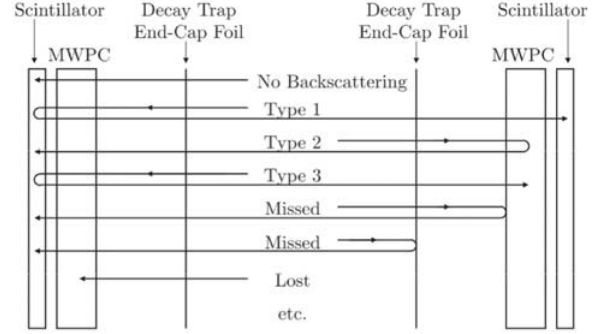 Scintillator
Decay Trap
End-Cap Foil
Decay Trap
End-Cap Foil
Scintillator
MWPC
MWPC
No Backscattering
Type 1
Type 2
Type 3
Missed
Missed
Lost
etc.